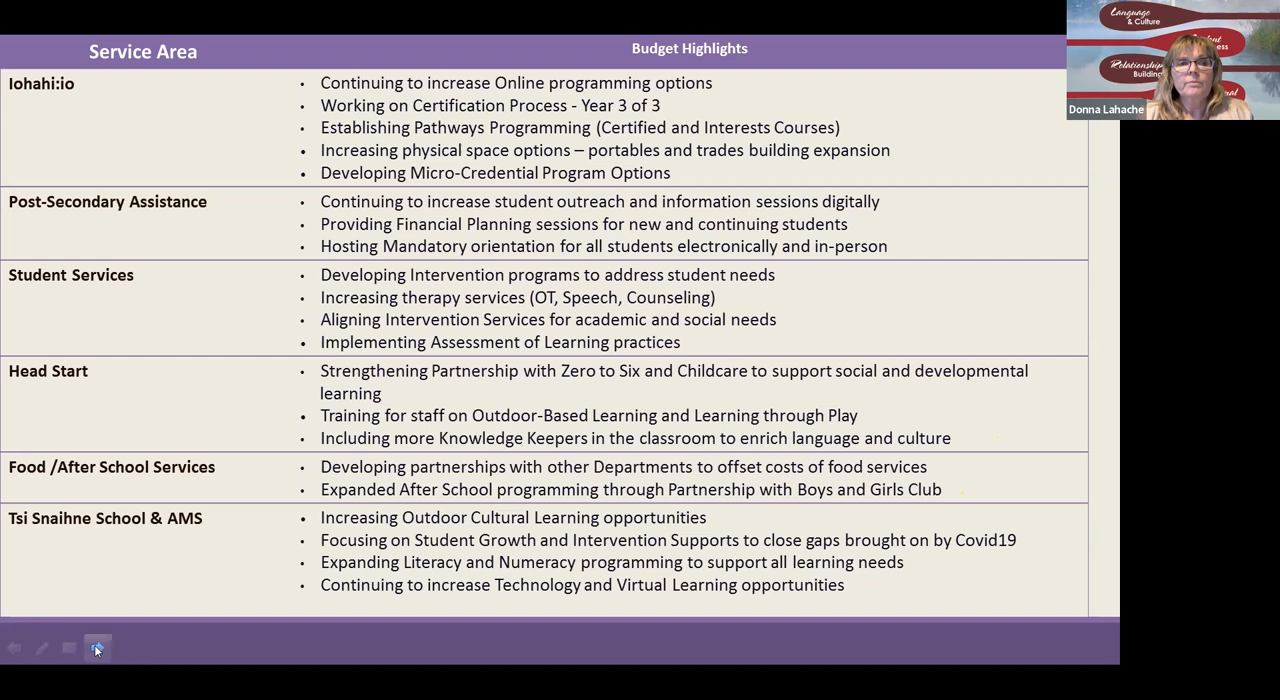 Service Area
Budget Highlights
Iohahi:io
• Continuing to increase Online programming options
• Working on Certification Process - Year 3 of 3
• Establishing Pathways Programming (Certified and Interests Courses)
• Increasing physical space options – portables and trades building expansion
• Developing Micro-Credential Program Options
Post-Secondary Assistance
• Continuing to increase student outreach and information sessions digitally
• Providing Financial Planning sessions for new and continuing students
• Hosting Mandatory orientation for all students electronically and in-person
Student Services
• Developing Intervention programs to address student needs
• Increasing therapy services (OT, Speech, Counseling)
• Aligning Intervention Services for academic and social needs
• Implementing Assessment of Learning practices
Head Start
• Strengthening Partnership with Zero to Six and Childcare to support social and developmental
learning
• Training for staff on Outdoor-Based Learning and Learning through Play
• Including more Knowledge Keepers in the classroom to enrich language and culture
Food /After School Services
• Developing partnerships with other Departments to offset costs of food services
• Expanded After School programming through Partnership with Boys and Girls Club
Tsi Snaihne School & AMS
• Increasing Outdoor Cultural Learning opportunities
• Focusing on Student Growth and Intervention Supports to close gaps brought on by Covid19
• Expanding Literacy and Numeracy programming to support all learning needs
• Continuing to increase Technology and Virtual Learning opportunities
Language
& Culture
Relationship
Building
Donna Lahache